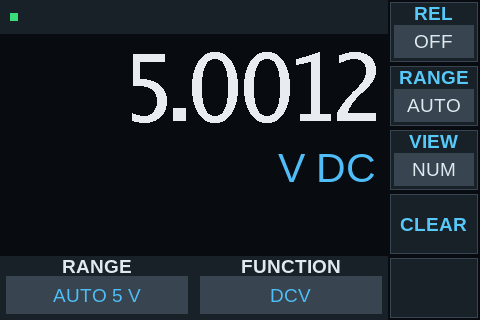 5.0012
V DC
REL
OFF
RANGE
AUTO
VIEW
NUM
CLEAR
RANGE
AUTO 5 V
FUNCTION
DCV